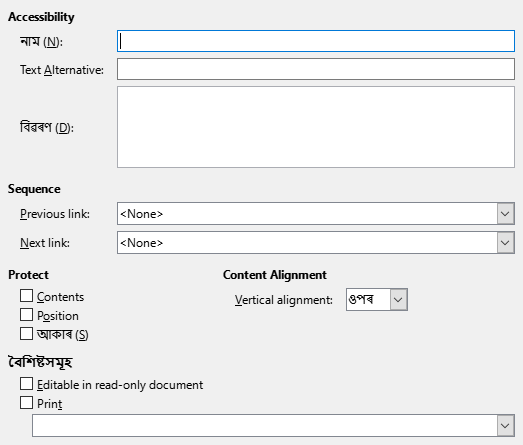 Accessibility
নাম (N):
Text Alternative:
বিৱৰণ (D):
Sequence
Previous link: <None>
Next link: <None>
Protect Content Alignment
Contents Vertical alignment: ওপৰ
Position
আকাৰ (S)
বৈশিষ্টসমূহ
Editable in read-only document
Print